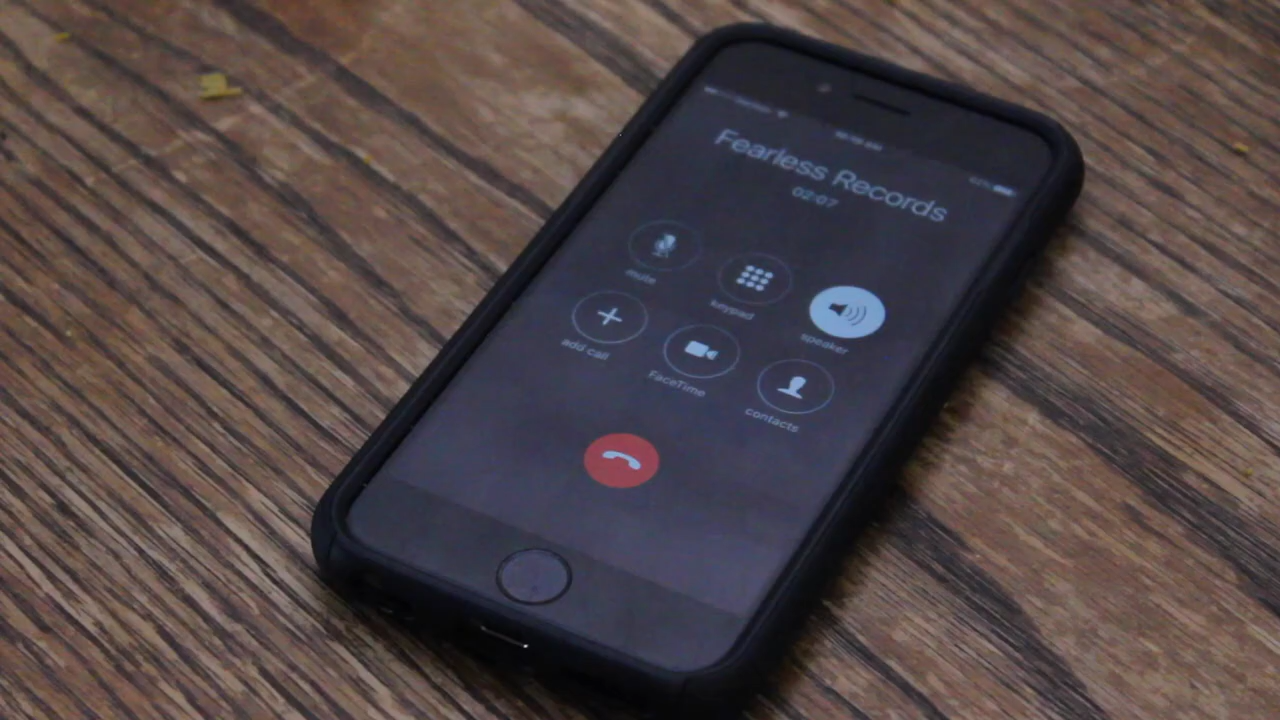 Fearless Records
02:07
mute
keypad
speaker
add call
FaceTime
contacts